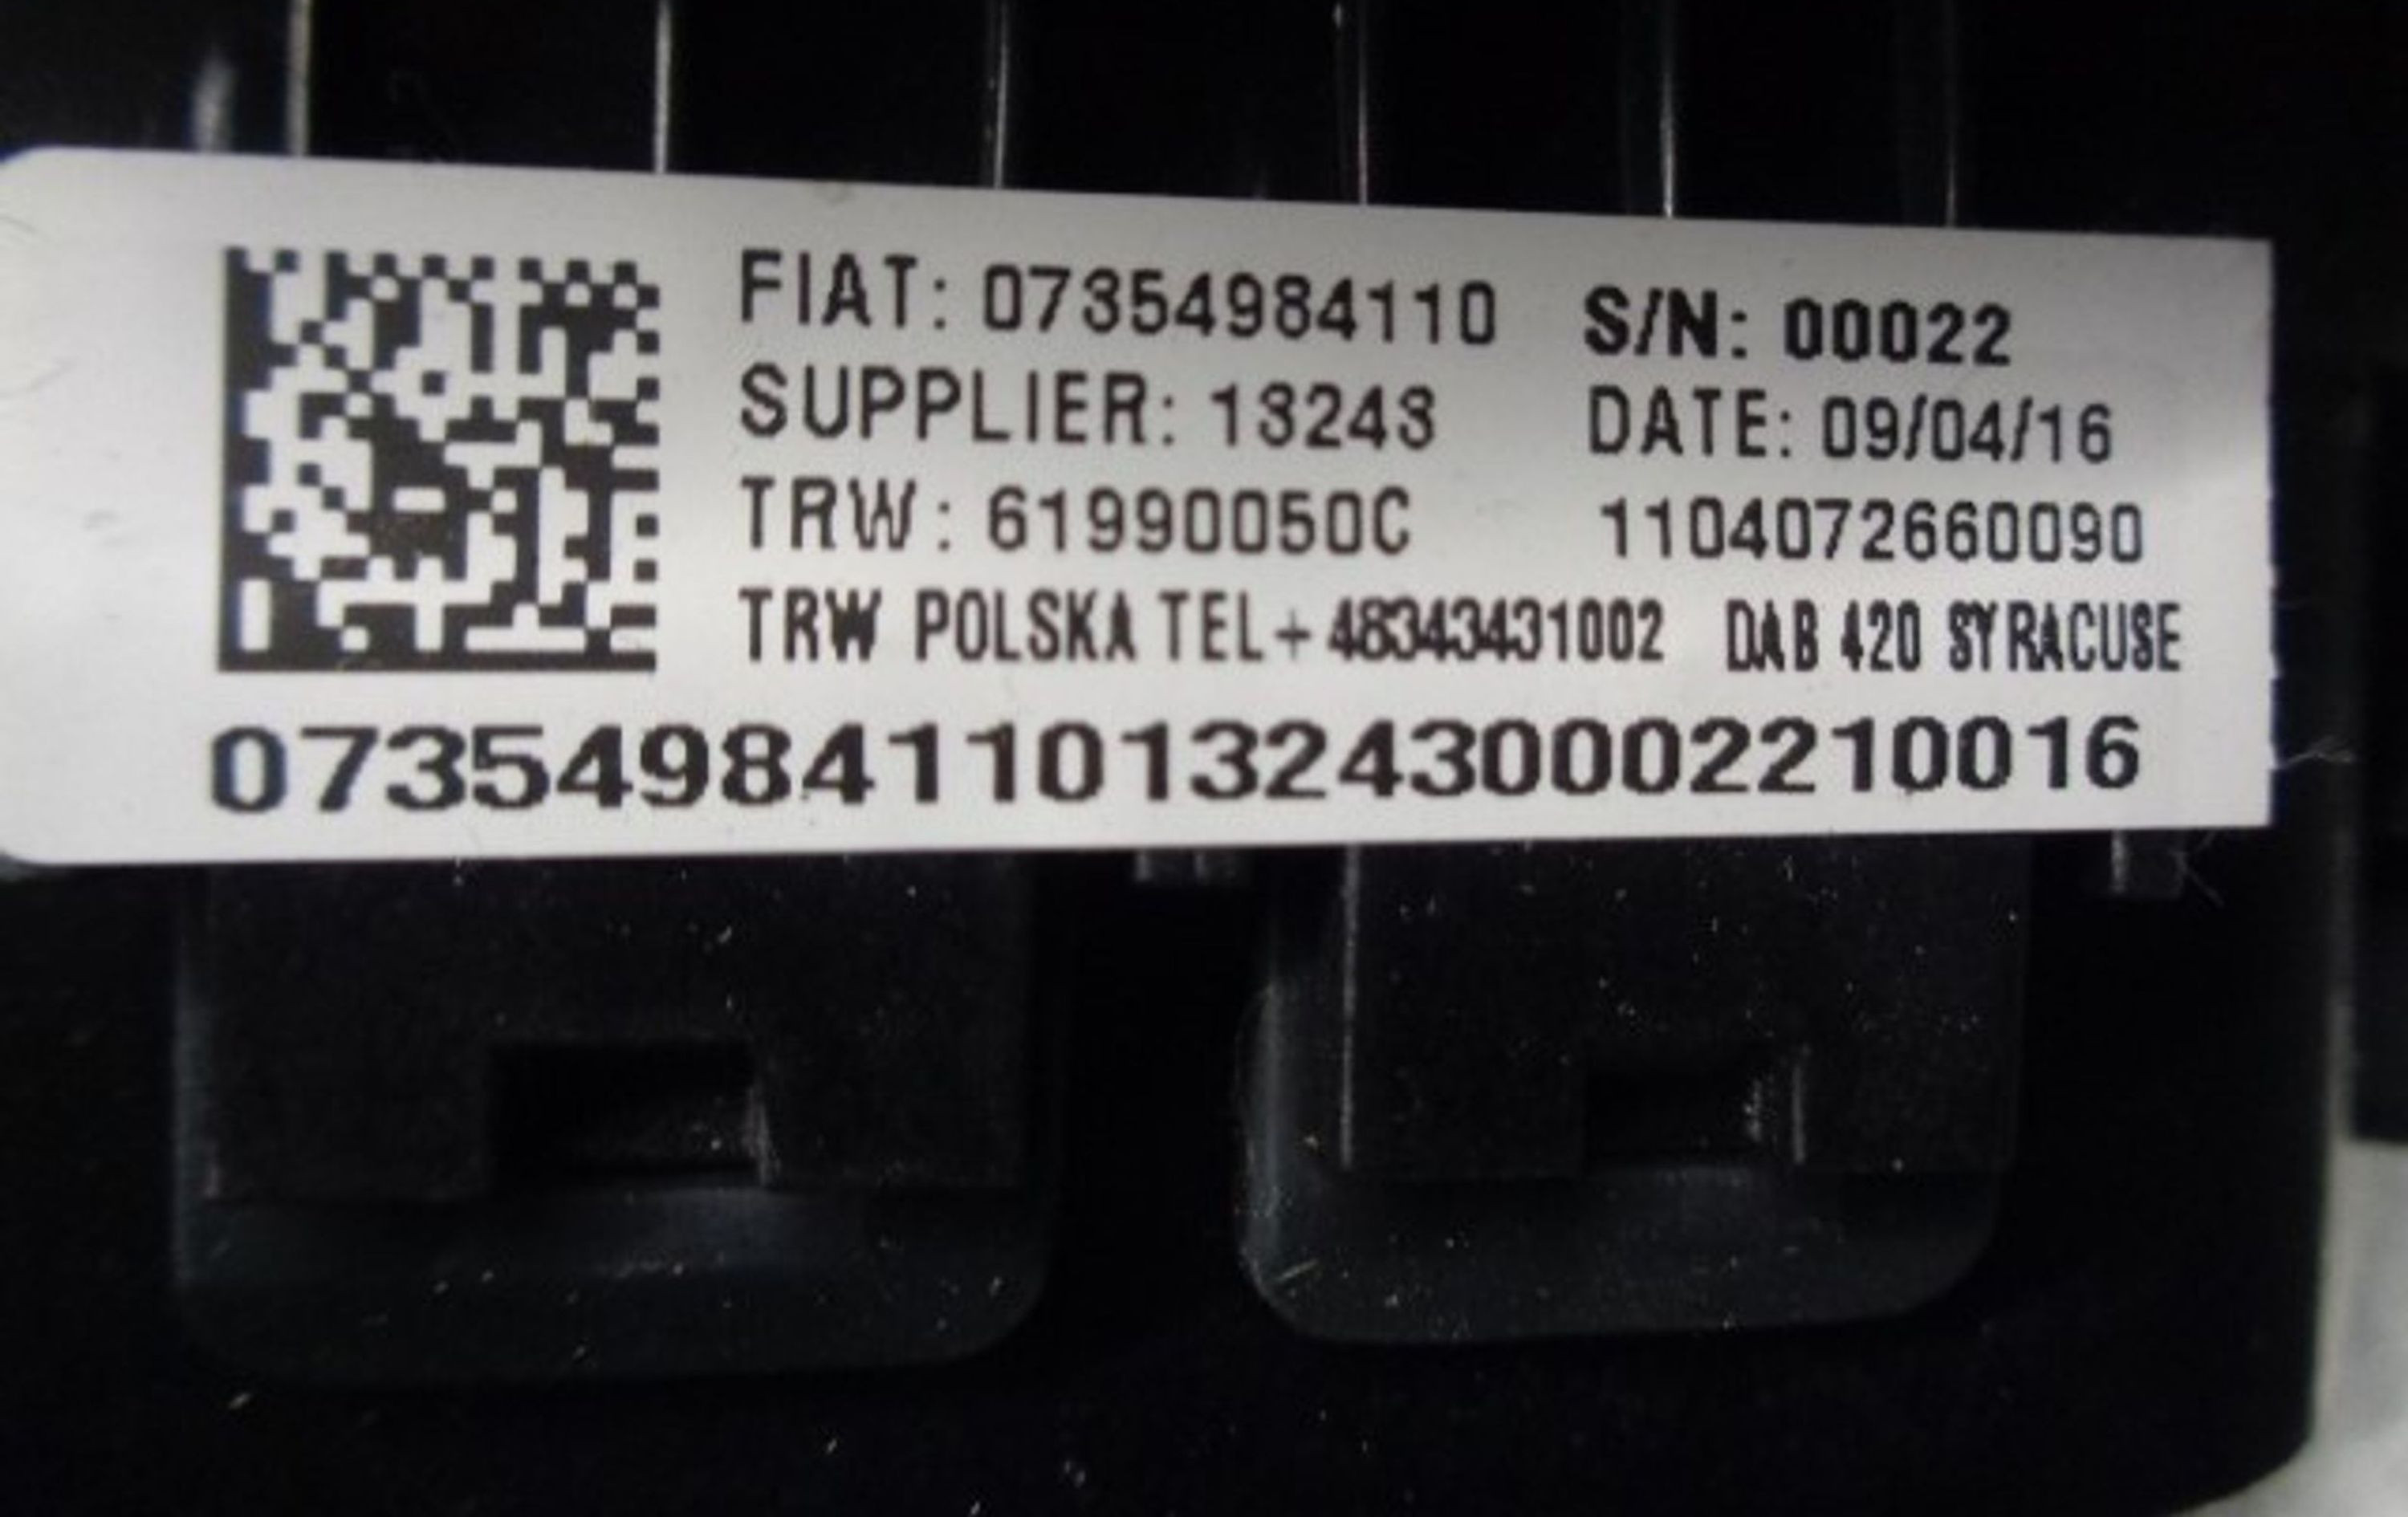 FIAT: 07354984110 S/N: 00022
SUPPLIER: 13243 DATE: 09/04/16
TRW: 61990050C 1104072660090
TRW POLSKA TEL+48343431002 DAB 420 SYRACUSE
07354984110132430002210016